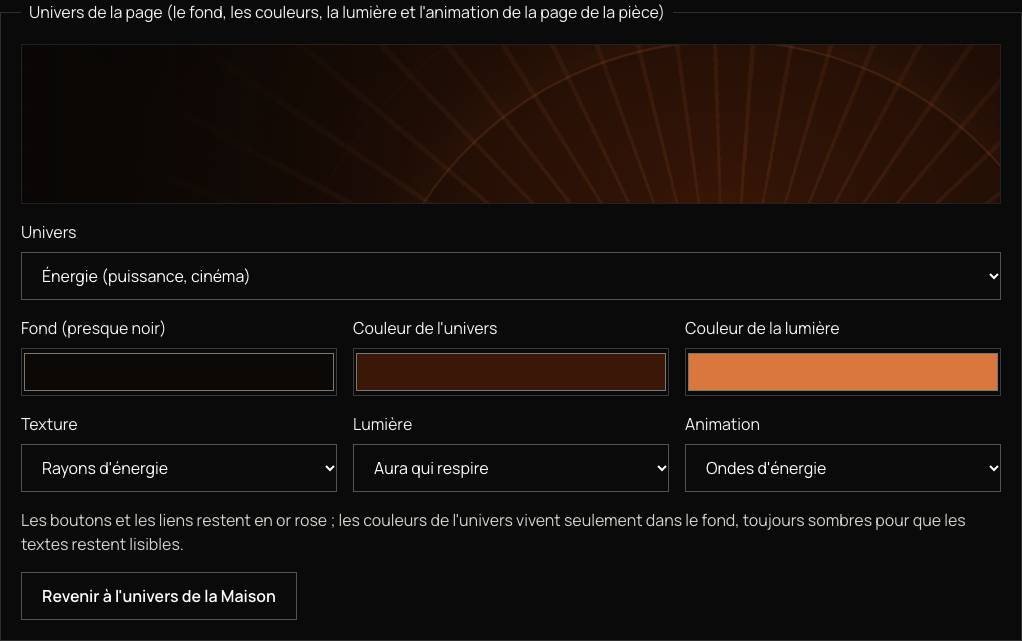 Univers de la page (le fond, les couleurs, la lumière et l'animation de la page de la pièce)
Univers
Énergie (puissance, cinéma)
Fond (presque noir)
Couleur de l'univers
Couleur de la lumière
Texture
Lumière
Animation
Rayons d'énergie
Aura qui respire
Ondes d'énergie
Les boutons et les liens restent en or rose ; les couleurs de l'univers vivent seulement dans le fond, toujours sombres pour que les
textes restent lisibles.
Revenir à l'univers de la Maison